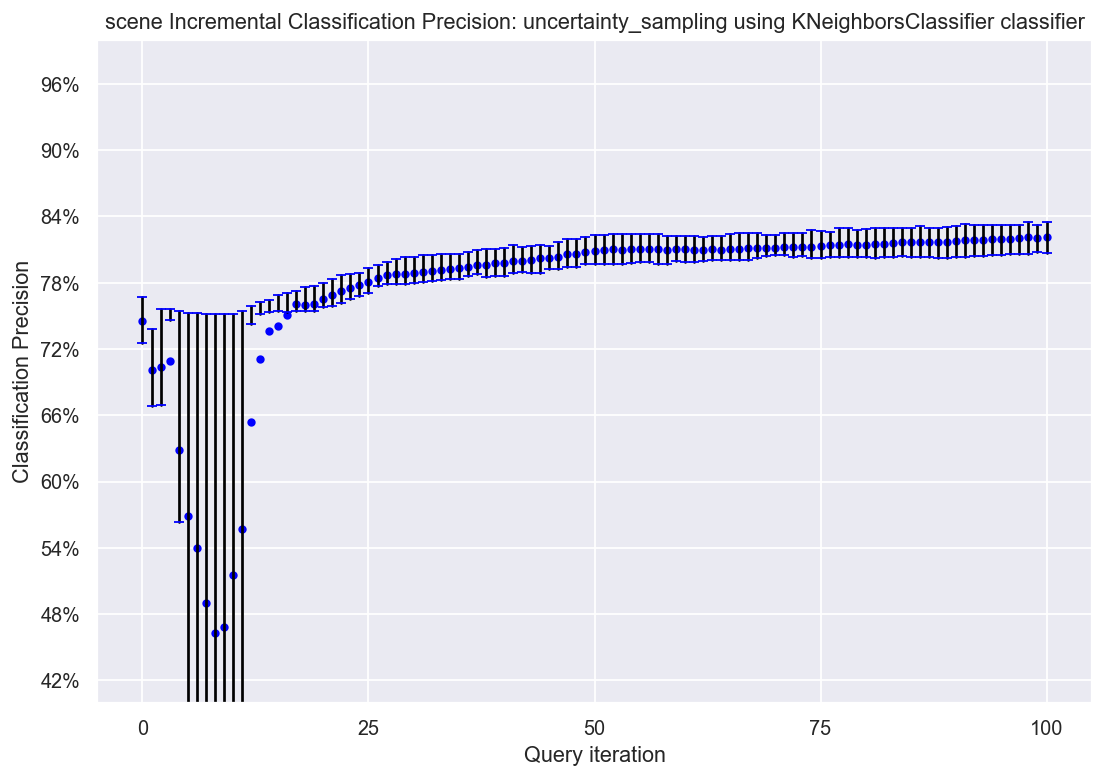 scene Incremental Classification Precision: uncertainty_sampling using KNeighborsClassifier classifier
96%
90%
84%
78%
72%
66%
60%
54%
48%
42%
Classification Precision
0 25 50 75 100
Query iteration